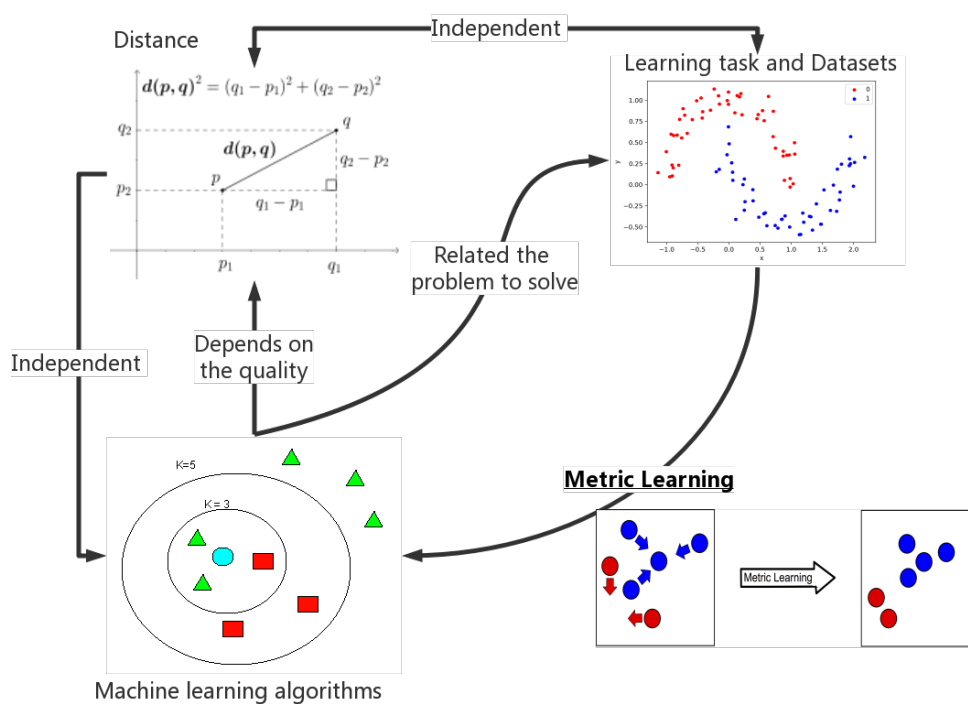 Independent
Distance
Learning task and Datasets
d(p, q)² = (q₁ − p₁)² + (q₂ − p₂)²
q₂
q
d(p, q)
q₂ − p₂
p
p₂
q₁ − p₁
p₁
q₁
0
1
1.00
0.75
0.50
0.25
0.00
−0.25
−0.50
y
−1.0 −0.5 0.0 0.5 1.0 1.5 2.0
x
Related the
problem to solve
Independent
Depends on
the quality
K=5
K = 3
Machine learning algorithms
Metric Learning
Metric Learning